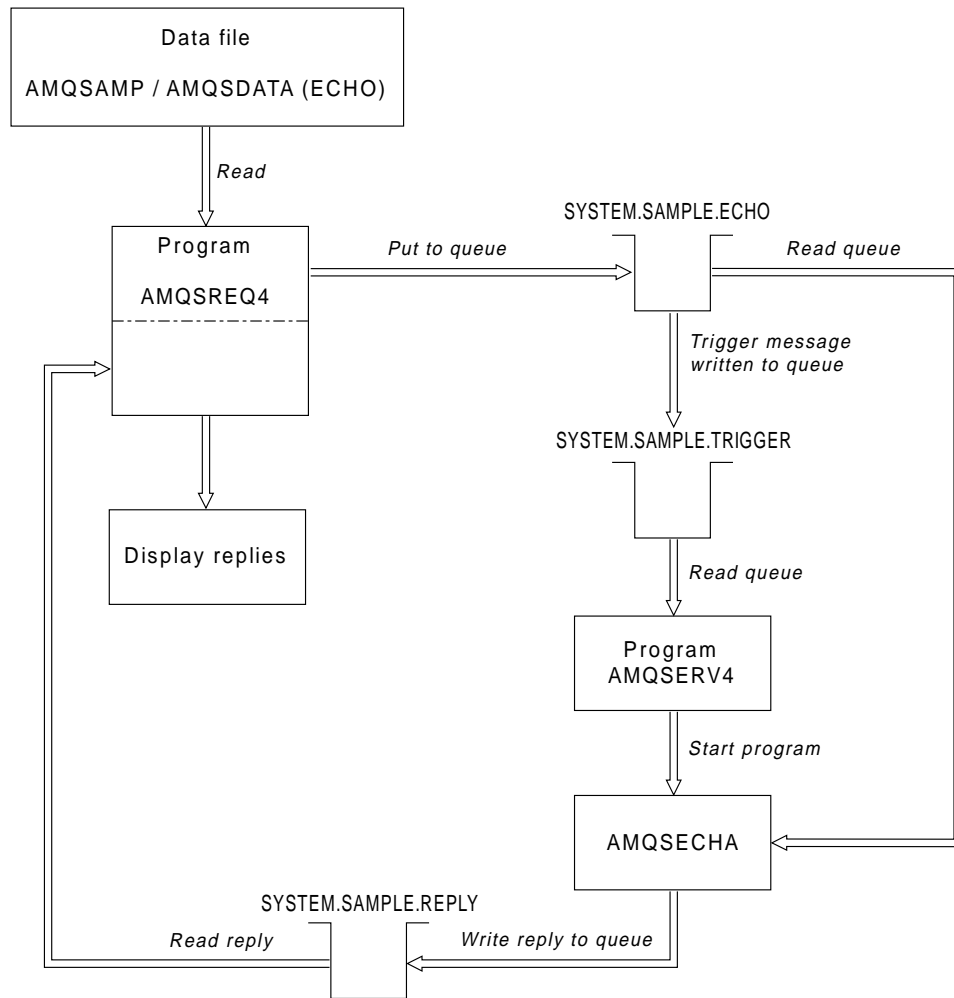 Data file
AMQSAMP / AMQSDATA (ECHO)
Read
SYSTEM.SAMPLE.ECHO
Program
AMQSREQ4
Put to queue
Read queue
Trigger message
written to queue
SYSTEM.SAMPLE.TRIGGER
Display replies
Read queue
Program
AMQSERV4
Start program
AMQSECHA
SYSTEM.SAMPLE.REPLY
Read reply
Write reply to queue